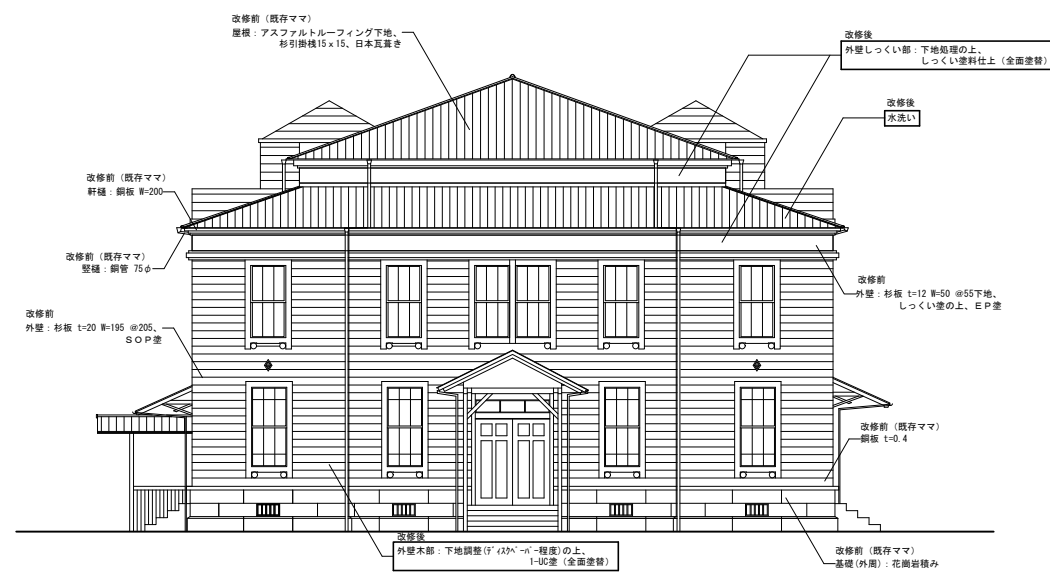 改修前（既存ママ）
屋根：アスファルトルーフィング下地、
杉引掛桟15ｘ15、日本瓦葺き
改修後
外壁しっくい部：下地処理の上、
しっくい塗料仕上（全面塗替）
改修後
水洗い
改修前（既存ママ）
軒樋：銅板 W=200
改修前（既存ママ）
竪樋：銅管 75φ
改修前
外壁：杉板 t=12 W=50 @55下地、
しっくい塗の上、ＥＰ塗
改修前
外壁：杉板 t=20 W=195 @205、
ＳＯＰ塗
改修前（既存ママ）
銅板 t=0.4
改修後
外壁木部：下地調整(ﾃﾞｨｽｸﾍﾟｰﾊﾟｰ程度)の上、
1-UC塗（全面塗替）
改修前（既存ママ）
基礎(外周)：花崗岩積み